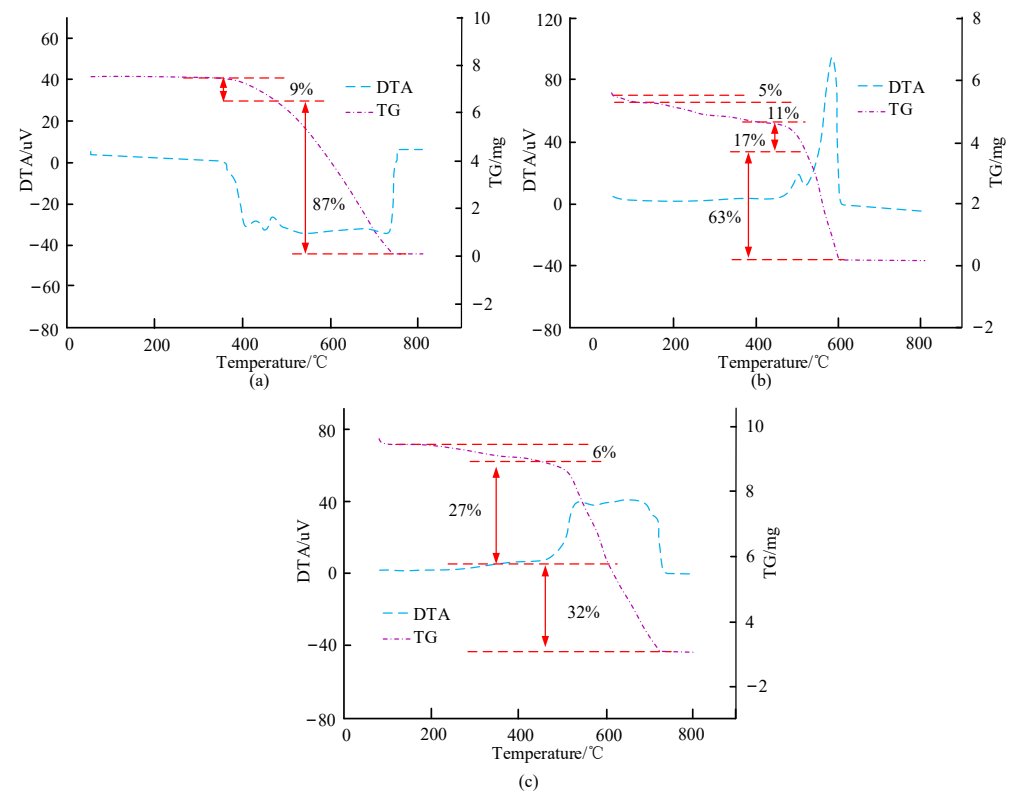 60
40
20
0
−20
−40
−60
−80
DTA/uV
10
8
6
4
2
0
−2
TG/mg
9%
87%
DTA
TG
0 200 400 600 800
Temperature/℃
(a)
120
80
40
0
−40
−80
DTA/uV
8
6
4
2
0
−2
TG/mg
5%
11%
17%
63%
DTA
TG
0 200 400 600 800
Temperature/℃
(b)
80
40
0
−40
−80
DTA/uV
10
8
6
4
−2
TG/mg
6%
27%
32%
DTA
TG
0 200 400 600 800
Temperature/℃
(c)